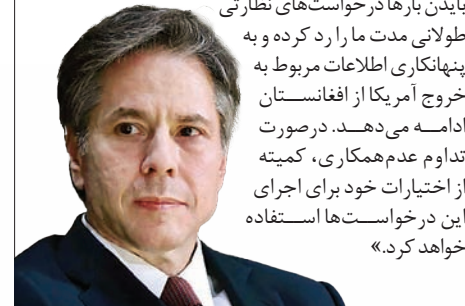 بایدن بارها درخواست‌های نظارتی
طولانی مدت ما را رد کرده و به
پنهانکاری اطلاعات مربوط به
خروج آمریکا از افغانستان
ادامه می‌دهد. درصورت
تداوم عدم‌همکاری، کمیته
از اختیارات خود برای اجرای
این درخواست‌ها استفاده
خواهد کرد.»